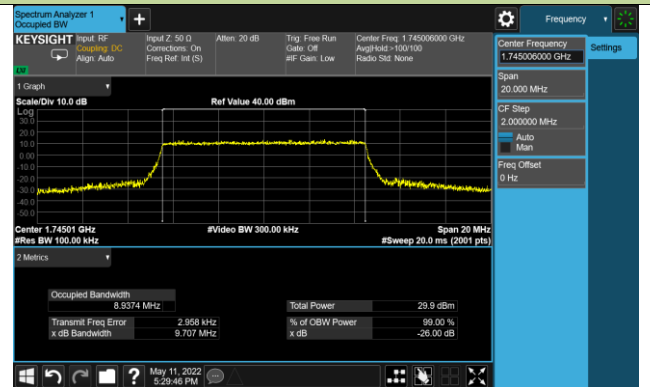 Spectrum Analyzer 1
Occupied BW
Frequency
KEYSIGHT
Input: RF
Coupling: DC
Align: Auto
Input Z: 50 Ω
Corrections: On
Freq Ref: Int (S)
Atten: 20 dB
Trig: Free Run
Gate: Off
#IF Gain: Low
Center Freq: 1.745006000 GHz
Avg|Hold:>100/100
Radio Std: None
LXI
Center Frequency
1.745006000 GHz
Settings
Span
20.000 MHz
CF Step
2.000000 MHz
Auto
Man
Freq Offset
0 Hz
1 Graph
Scale/Div 10.0 dB
Ref Value 40.00 dBm
Log
30.0
20.0
10.0
0.00
-10.0
-20.0
-30.0
-40.0
-50.0
Center 1.74501 GHz
#Res BW 100.00 kHz
#Video BW 300.00 kHz
Span 20 MHz
#Sweep 20.0 ms (2001 pts)
2 Metrics
Occupied Bandwidth
8.9374 MHz
Total Power 29.9 dBm
Transmit Freq Error 2.958 kHz
% of OBW Power 99.00 %
x dB Bandwidth 9.707 MHz
x dB -26.00 dB
?
May 11, 2022
5:29:46 PM